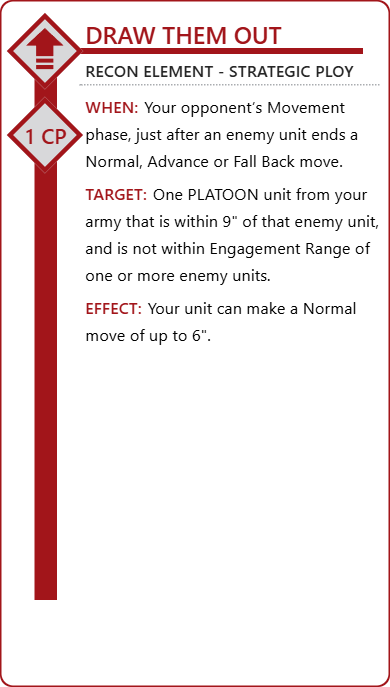 DRAW THEM OUT
RECON ELEMENT - STRATEGIC PLOY
1 CP
WHEN: Your opponent's Movement
phase, just after an enemy unit ends a
Normal, Advance or Fall Back move.
TARGET: One PLATOON unit from your
army that is within 9" of that enemy unit,
and is not within Engagement Range of
one or more enemy units.
EFFECT: Your unit can make a Normal
move of up to 6".